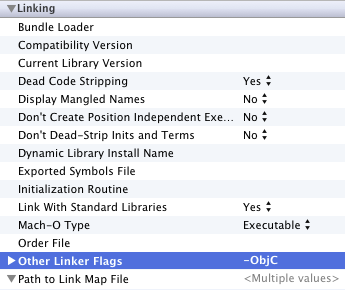 Linking
Bundle Loader
Compatibility Version
Current Library Version
Dead Code Stripping Yes
Display Mangled Names No
Don't Create Position Independent Exe... No
Don't Dead-Strip Inits and Terms No
Dynamic Library Install Name
Exported Symbols File
Initialization Routine
Link With Standard Libraries Yes
Mach-O Type Executable
Order File
Other Linker Flags -ObjC
Path to Link Map File <Multiple values>